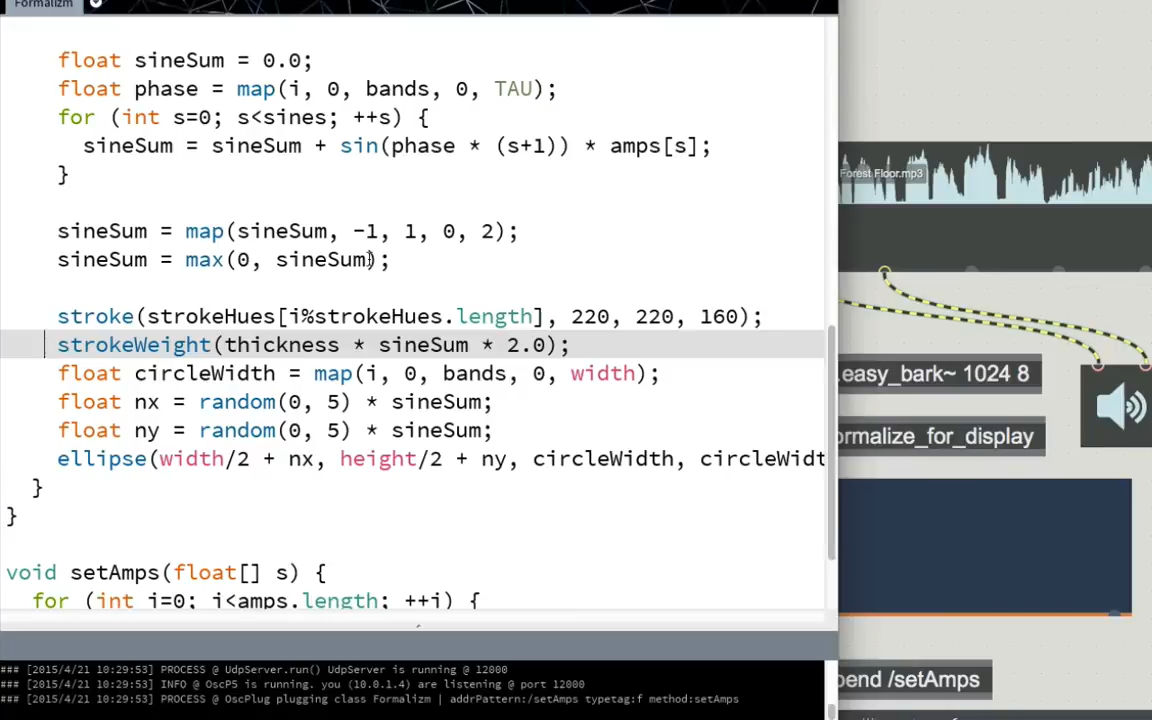 Formalizm
float sineSum = 0.0;
float phase = map(i, 0, bands, 0, TAU);
for (int s=0; s<sines; ++s) {
sineSum = sineSum + sin(phase * (s+1)) * amps[s];
}
sineSum = map(sineSum, -1, 1, 0, 2);
sineSum = max(0, sineSum);
stroke(strokeHues[i%strokeHues.length], 220, 220, 160);
strokeWeight(thickness * sineSum * 2.0);
float circleWidth = map(i, 0, bands, 0, width);
float nx = random(0, 5) * sineSum;
float ny = random(0, 5) * sineSum;
ellipse(width/2 + nx, height/2 + ny, circleWidth, circleWidt
}
}
void setAmps(float[] s) {
for (int i=0; i<amps.length; ++i) {
### [2015/4/21 10:29:53] PROCESS @ UdpServer.run() UdpServer is running @ 12000
### [2015/4/21 10:29:53] INFO @ OscP5 is running. you (10.0.1.4) are listening @ port 12000
### [2015/4/21 10:29:53] PROCESS @ OscPlug plugging class Formalizm | addrPattern:/setAmps typetag:f method:setAmps
Forest Floor.mp3
.easy_bark~ 1024 8
ormalize_for_display
pend /setAmps